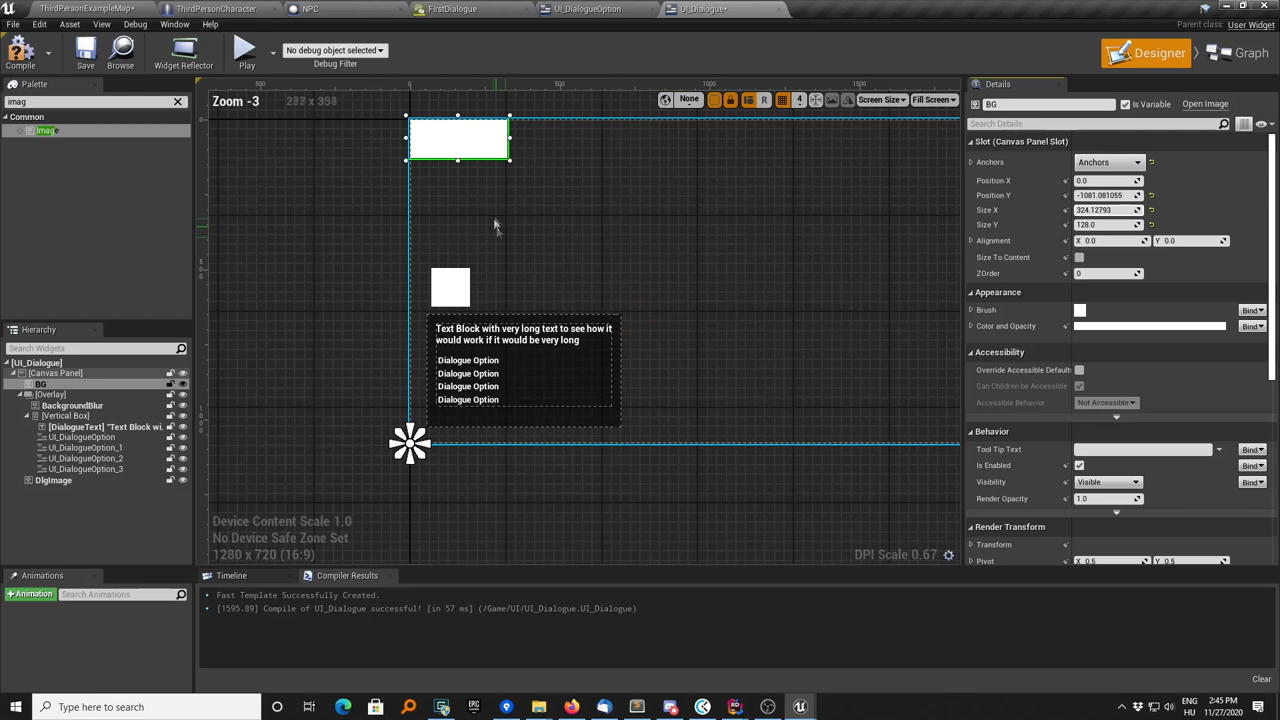 ThirdPersonExampleMap*
ThirdPersonCharacter
NPC
FirstDialogue
UI_DialogueOption
UI_Dialogue*
File Edit Asset View Debug Window Help
Parent class: User Widget
Compile
Save
Browse
Widget Reflector
Play
No debug object selected
Debug Filter
Designer
Graph
Palette
imag
Common
Image
500 0 500 1000 1500
Zoom -3
None
R
4
Screen Size
Fill Screen
Text Block with very long text to see how it
would work if it would be very long
Dialogue Option
Dialogue Option
Dialogue Option
Dialogue Option
Device Content Scale 1.0
No Device Safe Zone Set
1280 x 720 (16:9)
DPI Scale 0.67
Hierarchy
Search Widgets
[UI_Dialogue]
[Canvas Panel]
BG
[Overlay]
BackgroundBlur
[Vertical Box]
[DialogueText] "Text Block wi..
UI_DialogueOption
UI_DialogueOption_1
UI_DialogueOption_2
UI_DialogueOption_3
DlgImage
Details
BG
Is Variable
Open Image
Search Details
Slot (Canvas Panel Slot)
Anchors Anchors
Position X 0.0
Position Y -1081.081055
Size X 324.12793
Size Y 128.0
Alignment X 0.0 Y 0.0
Size To Content
ZOrder 0
Appearance
Brush Bind
Color and Opacity Bind
Accessibility
Override Accessible Default
Can Children be Accessible
Accessible Behavior Not Accessible
Behavior
Tool Tip Text Bind
Is Enabled Bind
Visibility Visible Bind
Render Opacity 1.0
Render Transform
Transform
Pivot X 0.5 Y 0.5
Animations
Animation
Search Animations
Timeline
Compiler Results
Fast Template Successfully Created.
[1595.89] Compile of UI_Dialogue successful! [in 57 ms] (/Game/UI/UI_Dialogue.UI_Dialogue)
Clear
Type here to search
ENG
HU
2:45 PM
11/27/2020